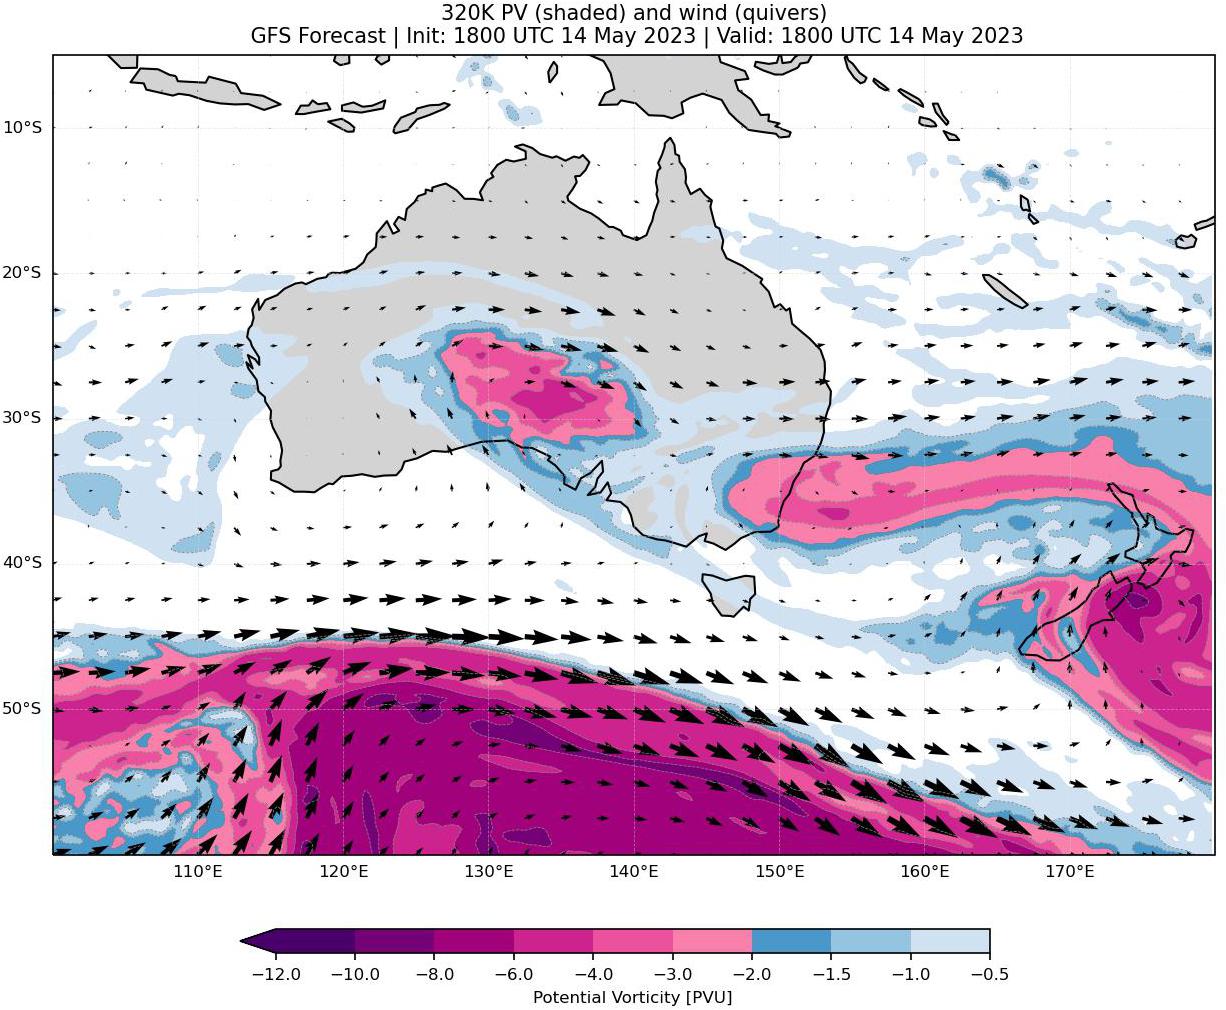 320K PV (shaded) and wind (quivers)
GFS Forecast | Init: 1800 UTC 14 May 2023 | Valid: 1800 UTC 14 May 2023
10°S
20°S
30°S
40°S
50°S
110°E 120°E 130°E 140°E 150°E 160°E 170°E
−12.0 −10.0 −8.0 −6.0 −4.0 −3.0 −2.0 −1.5 −1.0 −0.5
Potential Vorticity [PVU]